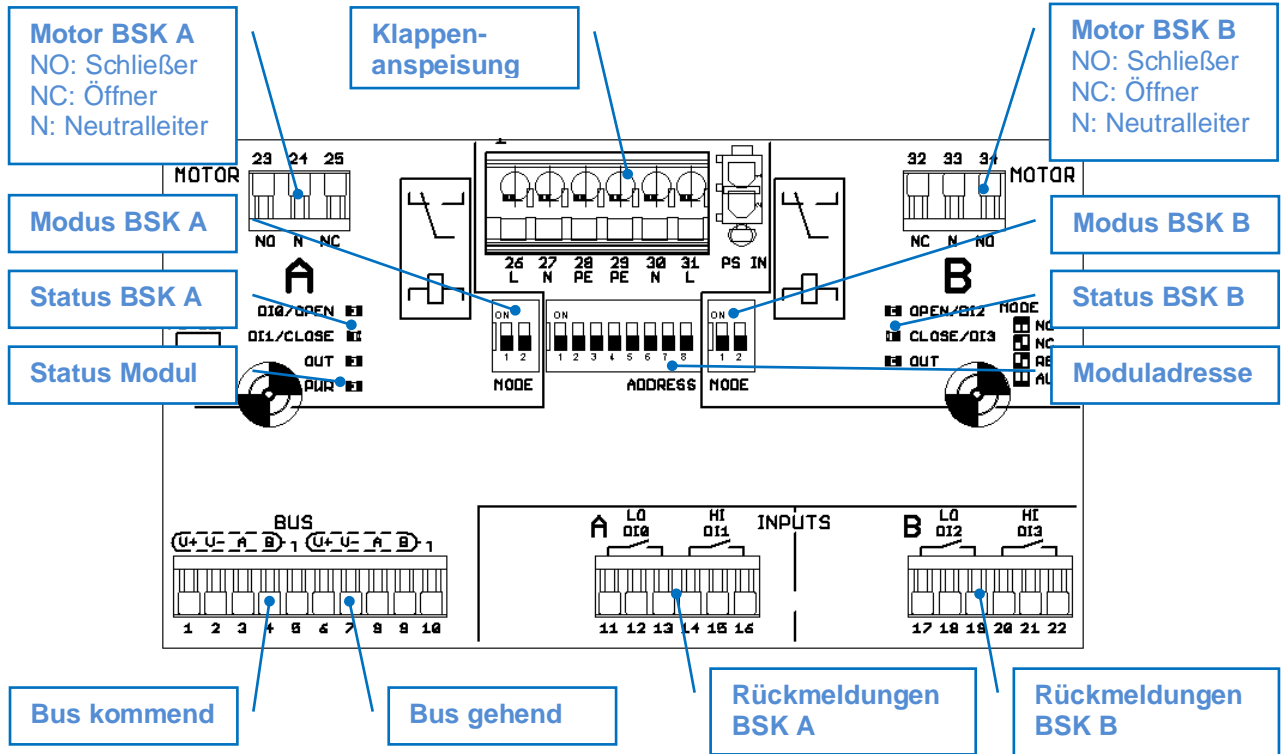 Motor BSK A
NO: Schließer
NC: Öffner
N: Neutralleiter
Klappen-
anspeisung
Motor BSK B
NO: Schließer
NC: Öffner
N: Neutralleiter
23 24 25
MOTOR
NO N NC
A
32 33 34
MOTOR
NC N NO
B
26 27 28 29 30 31
L N PE PE N L
PS IN
1
2
Modus BSK A
Modus BSK B
Status BSK A
Status BSK B
Status Modul
Moduladresse
DI0/OPEN
DI1/CLOSE
OUT
PWR
ON
1 2
MODE
ON
1 2 3 4 5 6 7 8
ADDRESS
ON
1 2
MODE
OPEN/DI2
CLOSE/DI3
OUT
MODE
NO
NC
BUS
V+ V- A B V+ V- A B
1 2 3 4 5 6 7 8 9 10
INPUTS
A
LO HI
DI0 DI1
11 12 13 14 15 16
B
LO HI
DI2 DI3
17 18 19 20 21 22
Bus kommend
Bus gehend
Rückmeldungen
BSK A
Rückmeldungen
BSK B